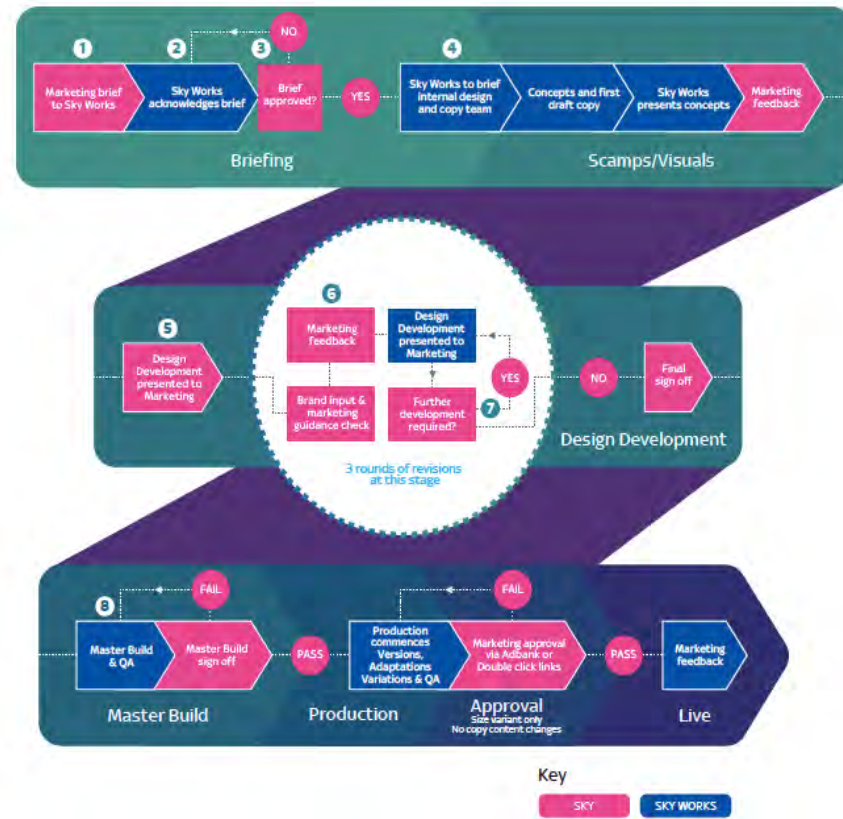 NO
1
2
3
4
Marketing brief
to Sky Works
Sky Works
acknowledges brief
Brief
approved?
YES
Sky Works to brief
internal design
and copy team
Concepts and first
draft copy
Sky Works
presents concepts
Marketing
feedback
Briefing
Scamps/Visuals
5
Design
Development
presented to
Marketing
6
Marketing
feedback
Design
Development
presented to
Marketing
YES
Brand input &
marketing
guidance check
Further
development
required?
7
3 rounds of revisions
at this stage
NO
Final
sign off
Design Development
8
FAIL
Master Build
& QA
Master Build
sign off
PASS
FAIL
Production
commences
Versions,
Adaptations
Variations & QA
Marketing approval
via Adbank or
Double click links
PASS
Marketing
feedback
Master Build
Production
Approval
Size variant only
No copy content changes
Live
Key
SKY
SKY WORKS